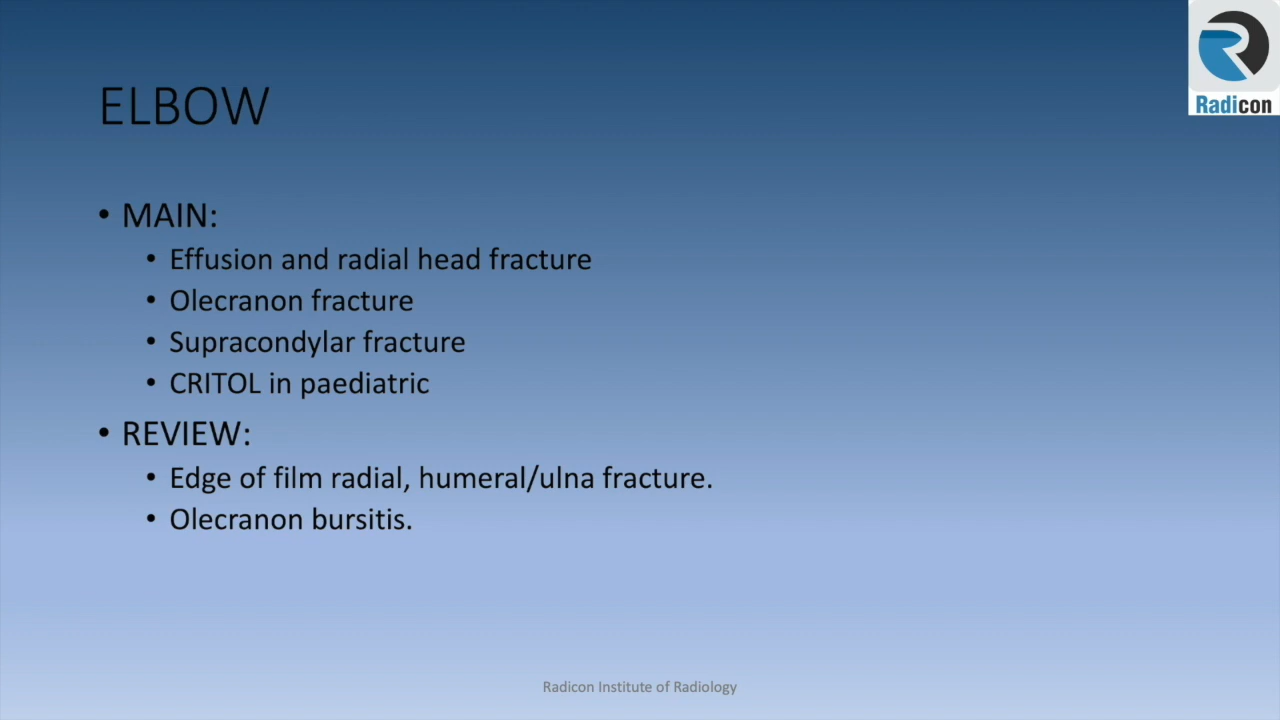 Radicon
ELBOW
• MAIN:
• Effusion and radial head fracture
• Olecranon fracture
• Supracondylar fracture
• CRITOL in paediatric
• REVIEW:
• Edge of film radial, humeral/ulna fracture.
• Olecranon bursitis.
Radicon Institute of Radiology